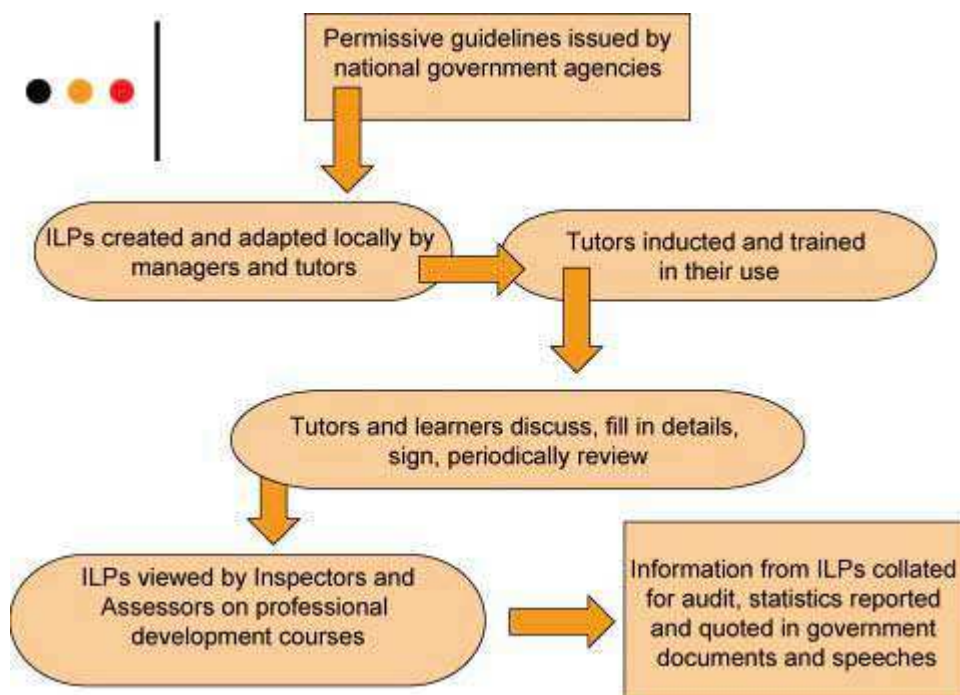 Permissive guidelines issued by
national government agencies
ILPs created and adapted locally by
managers and tutors
Tutors inducted and trained
in their use
Tutors and learners discuss, fill in details,
sign, periodically review
ILPs viewed by Inspectors and
Assessors on professional
development courses
Information from ILPs collated
for audit, statistics reported
and quoted in government
documents and speeches